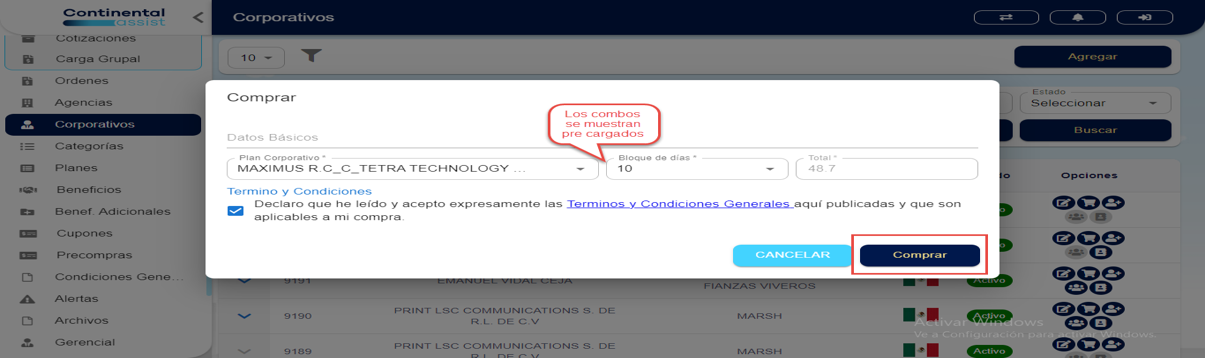 Continental
assist
Corporativos
Cotizaciones
Carga Grupal
Ordenes
Agencias
Corporativos
Categorías
Planes
Beneficios
Benef. Adicionales
Cupones
Precompras
Condiciones Gene...
Alertas
Archivos
Gerencial
10
Agregar
Estado
Seleccionar
Buscar
Opciones
Comprar
Los combos
se muestran
pre cargados
Datos Básicos
Plan Corporativo *
MAXIMUS R.C_C_TETRA TECHNOLOGY ...
Bloque de días *
10
Total *
48.7
Termino y Condiciones
Declaro que he leído y acepto expresamente las Terminos y Condiciones Generales aquí publicadas y que son
aplicables a mi compra.
CANCELAR
Comprar
9191
EMANUEL VIDAL CEJA
FIANZAS VIVEROS
Activo
9190
PRINT LSC COMMUNICATIONS S. DE
R.L. DE C.V
MARSH
Activo
Activar Windows
Ve a Configuración para activar Windows.
9189
PRINT LSC COMMUNICATIONS S. DE
R.L. DE C.V
MARSH
Activo